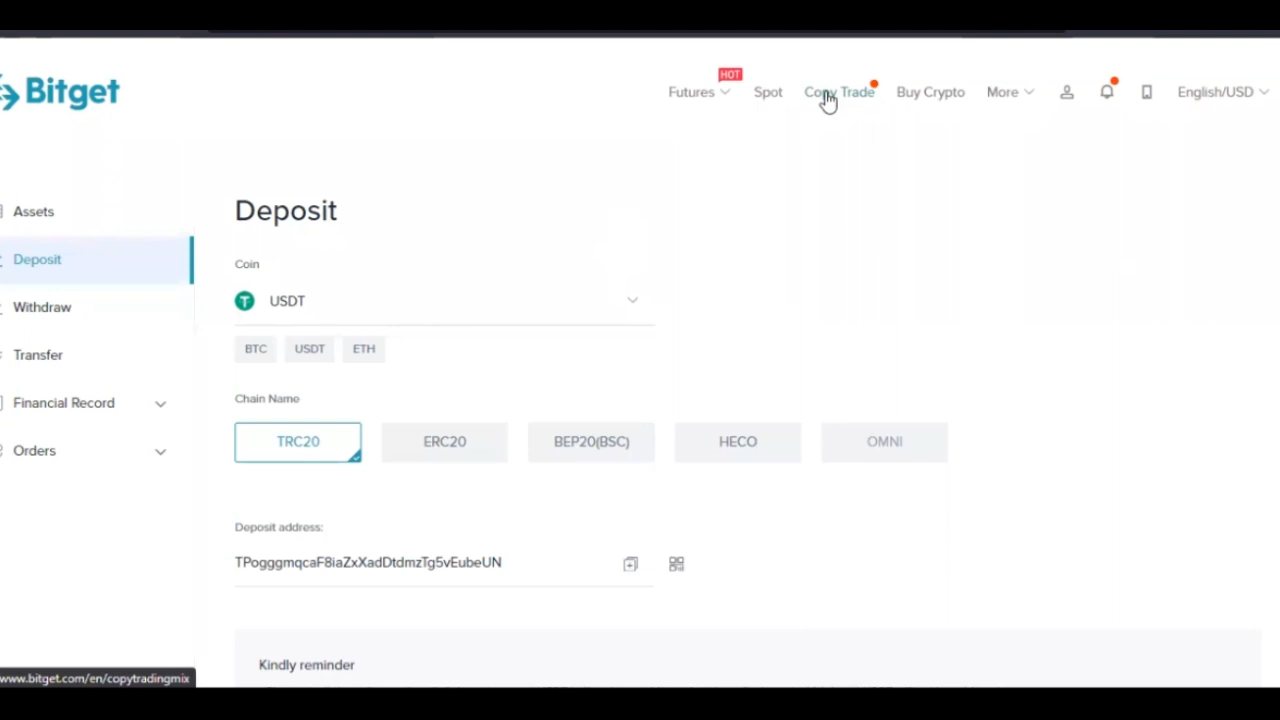 Bitget
HOT
Futures Spot Copy Trade Buy Crypto More English/USD
Assets
Deposit
Withdraw
Transfer
Financial Record
Orders
Deposit
Coin
USDT
BTC USDT ETH
Chain Name
TRC20 ERC20 BEP20(BSC) HECO OMNI
Deposit address:
TPogggmqcaF8iaZxXadDtdmzTg5vEubeUN
Kindly reminder
www.bitget.com/en/copytradingmix